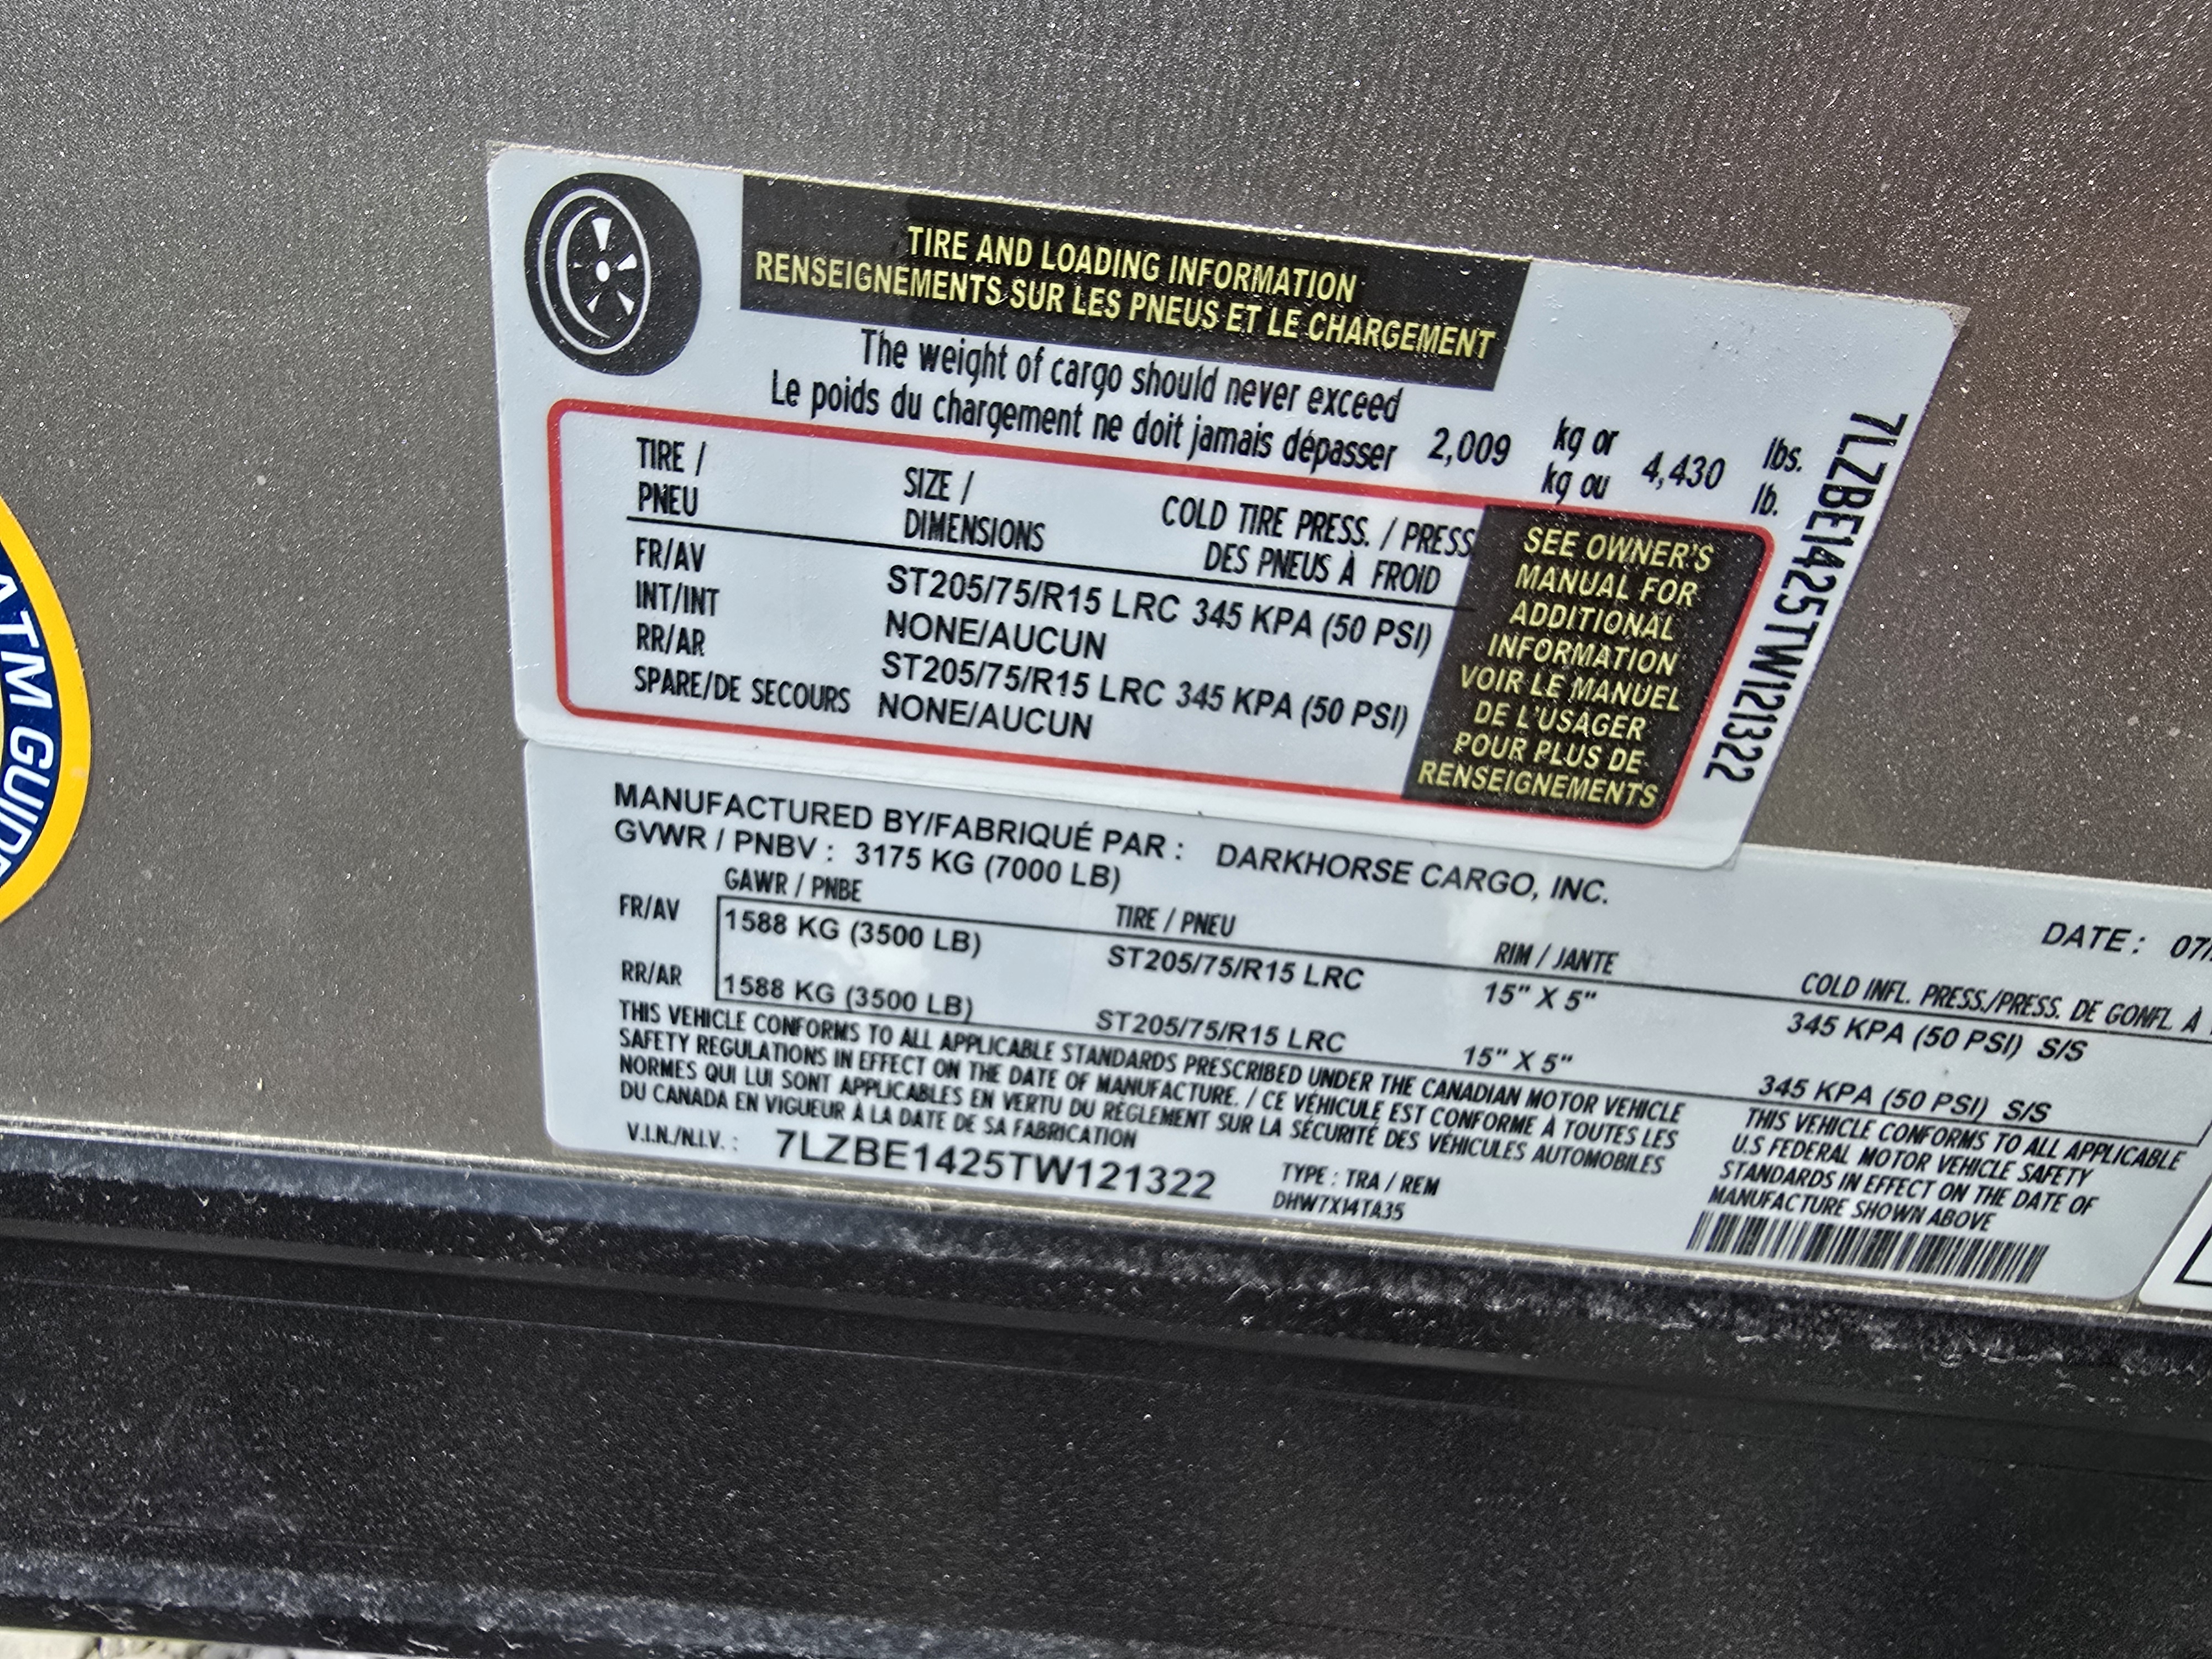 TIRE AND LOADING INFORMATION
RENSEIGNEMENTS SUR LES PNEUS ET LE CHARGEMENT
The weight of cargo should never exceed
Le poids du chargement ne doit jamais dépasser 2,009 kg or kg ou 4,430 lbs. lb.
TIRE / PNEU SIZE / DIMENSIONS COLD TIRE PRESS. / PRESS DES PNEUS À FROID
FR/AV ST205/75/R15 LRC 345 KPA (50 PSI)
INT/INT NONE/AUCUN
RR/AR ST205/75/R15 LRC 345 KPA (50 PSI)
SPARE/DE SECOURS NONE/AUCUN
SEE OWNER'S
MANUAL FOR
ADDITIONAL
INFORMATION
VOIR LE MANUEL
DE L'USAGER
POUR PLUS DE
RENSEIGNEMENTS
7LZBE1425TW121322
MANUFACTURED BY/FABRIQUÉ PAR : DARKHORSE CARGO, INC.
GVWR / PNBV : 3175 KG (7000 LB)
DATE : 07/
GAWR / PNBE TIRE / PNEU RIM / JANTE COLD INFL. PRESS./PRESS. DE GONFL. À
FR/AV 1588 KG (3500 LB) ST205/75/R15 LRC 15" X 5" 345 KPA (50 PSI) S/S
RR/AR 1588 KG (3500 LB) ST205/75/R15 LRC 15" X 5" 345 KPA (50 PSI) S/S
THIS VEHICLE CONFORMS TO ALL APPLICABLE STANDARDS PRESCRIBED UNDER THE CANADIAN MOTOR VEHICLE
SAFETY REGULATIONS IN EFFECT ON THE DATE OF MANUFACTURE. / CE VÉHICULE EST CONFORME À TOUTES LES
NORMES QUI LUI SONT APPLICABLES EN VERTU DU RÈGLEMENT SUR LA SÉCURITÉ DES VÉHICULES AUTOMOBILES
DU CANADA EN VIGUEUR À LA DATE DE SA FABRICATION
THIS VEHICLE CONFORMS TO ALL APPLICABLE
U.S FEDERAL MOTOR VEHICLE SAFETY
STANDARDS IN EFFECT ON THE DATE OF
MANUFACTURE SHOWN ABOVE
V.I.N./N.I.V. : 7LZBE1425TW121322
TYPE : TRA / REM
DHW7X14TA35